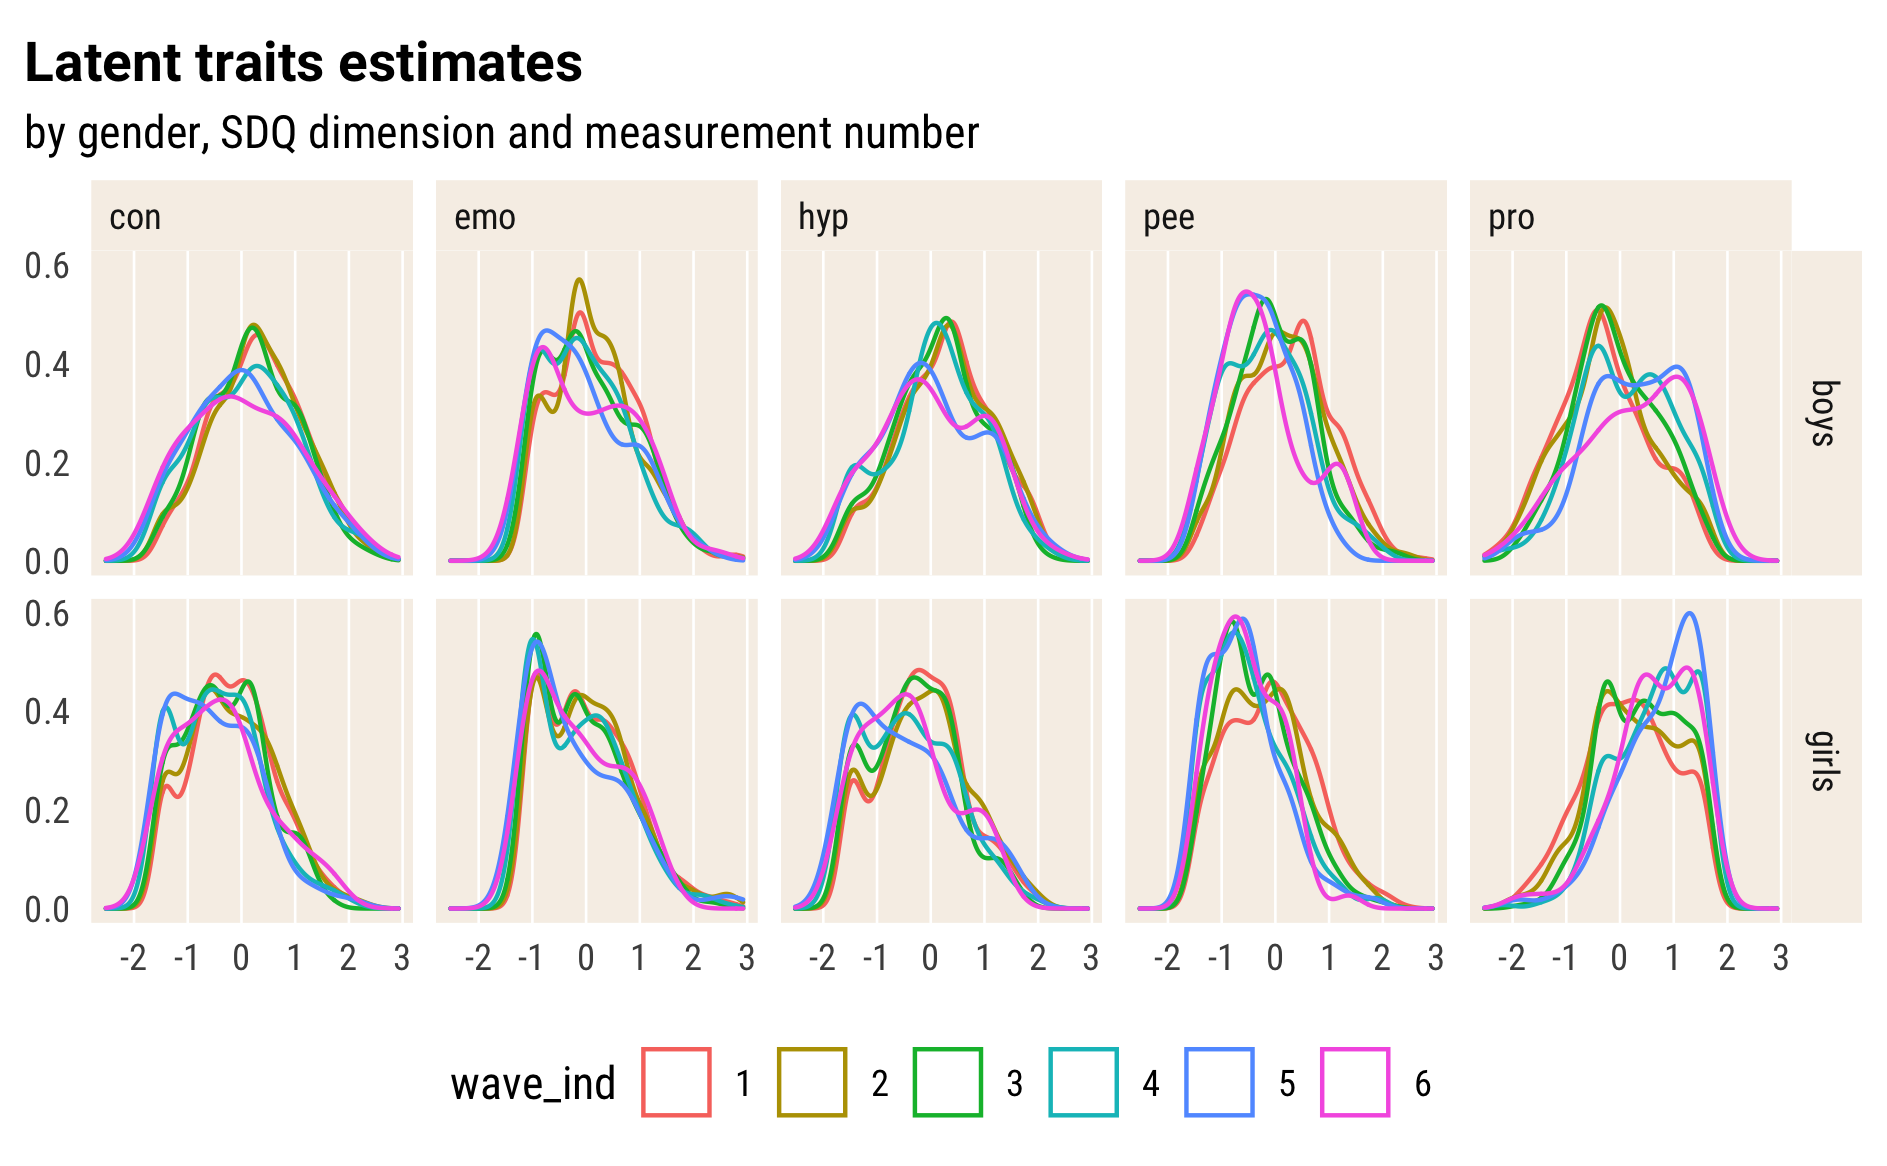 Latent traits estimates
by gender, SDQ dimension and measurement number
con emo hyp pee pro
0.6
0.4
0.2
0.0
boys
0.6
0.4
0.2
0.0
girls
-2 -1 0 1 2 3 -2 -1 0 1 2 3 -2 -1 0 1 2 3 -2 -1 0 1 2 3 -2 -1 0 1 2 3
wave_ind 1 2 3 4 5 6